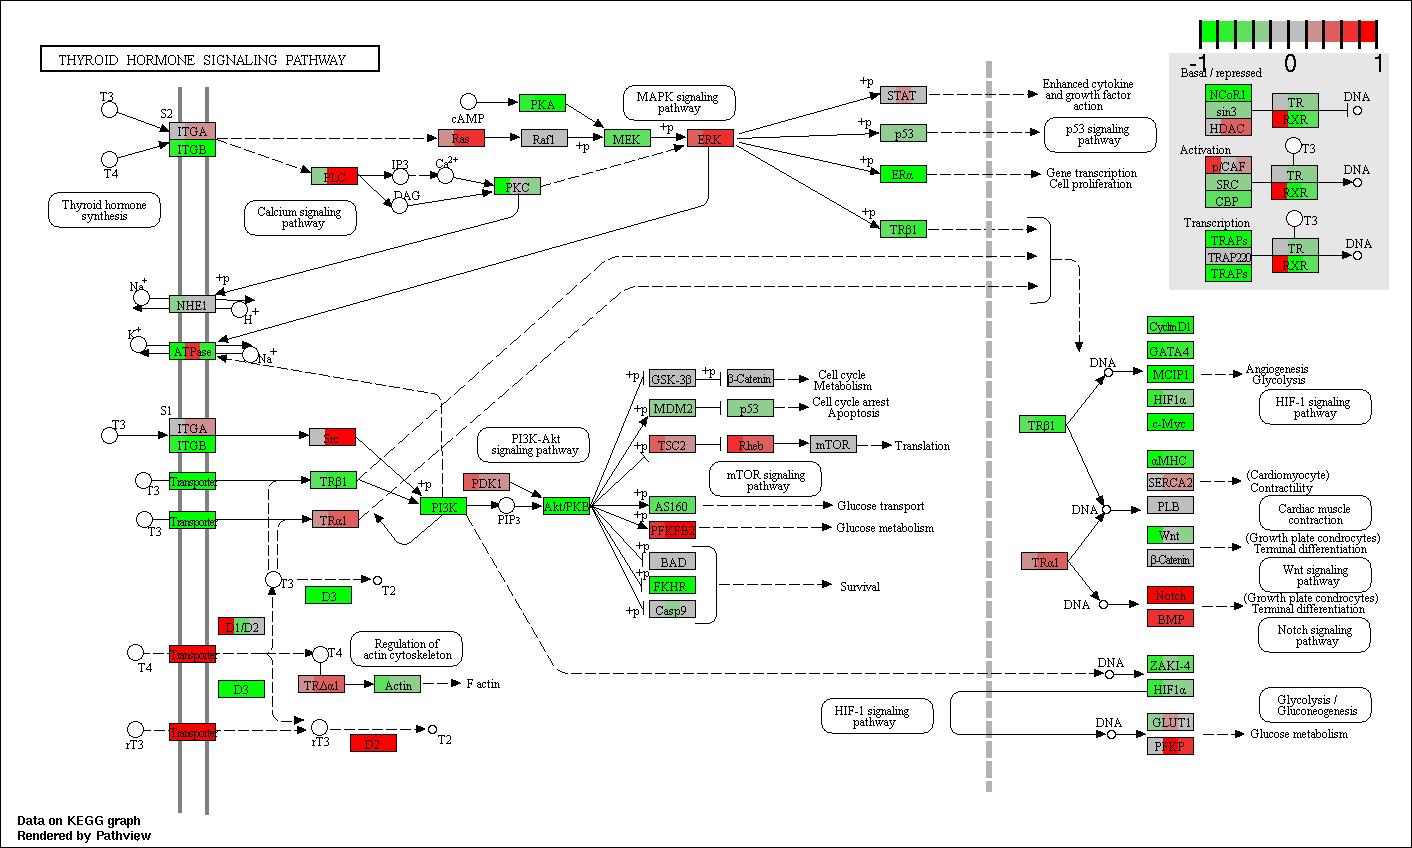 THYROID HORMONE SIGNALING PATHWAY
-1 0 1
Basal / repressed
NCoR1
sin3
HDAC
TR
RXR
DNA
Activation
p/CAF
SRC
CBP
T3
TR
RXR
DNA
Transcription
TRAPs
TRAP220
TRAPs
T3
TR
RXR
DNA
T3
T4
S2
ITGA
ITGB
Thyroid hormone
synthesis
PLC
Calcium signaling
pathway
IP3
DAG
Ca2+
PKC
cAMP
PKA
Ras
Raf1
+p
MEK
+p
ERK
MAPK signaling
pathway
+p
STAT
Enhanced cytokine
and growth factor
action
+p
p53
p53 signaling
pathway
+p
ERα
Gene transcription
Cell proliferation
+p
TRβ1
+p
Na+
NHE1
H+
K+
ATPase
Na+
S1
T3
ITGA
ITGB
Src
T3
Transporter
TRβ1
T3
Transporter
TRα1
+p
PI3K
PI3K-Akt
signaling pathway
PDK1
PIP3
Akt/PKB
+p
GSK-3β
+p
β-Catenin
Cell cycle
Metabolism
+p
MDM2
p53
Cell cycle arrest
Apoptosis
+p
TSC2
Rheb
mTOR
Translation
mTOR signaling
pathway
+p
AS160
Glucose transport
+p
PFKFB2
Glucose metabolism
+p
BAD
+p
FKHR
+p
Casp9
Survival
T3
T2
D3
D1/D2
T4
Transporter
T4
Regulation of
actin cytoskeleton
TRΔα1
Actin
F actin
D3
rT3
Transporter
rT3
T2
D2
TRβ1
TRα1
DNA
CyclinD1
GATA4
MCIP1
HIF1α
c-Myc
Angiogenesis
Glycolysis
HIF-1 signaling
pathway
DNA
αMHC
SERCA2
PLB
Wnt
β-Catenin
(Cardiomyocyte)
Contractility
Cardiac muscle
contraction
(Growth plate condrocytes)
Terminal differentiation
Wnt signaling
pathway
DNA
Notch
BMP
(Growth plate condrocytes)
Terminal differentiation
Notch signaling
pathway
DNA
ZAKI-4
HIF1α
HIF-1 signaling
pathway
DNA
GLUT1
PFKP
Glycolysis /
Gluconeogenesis
Glucose metabolism
Data on KEGG graph
Rendered by Pathview